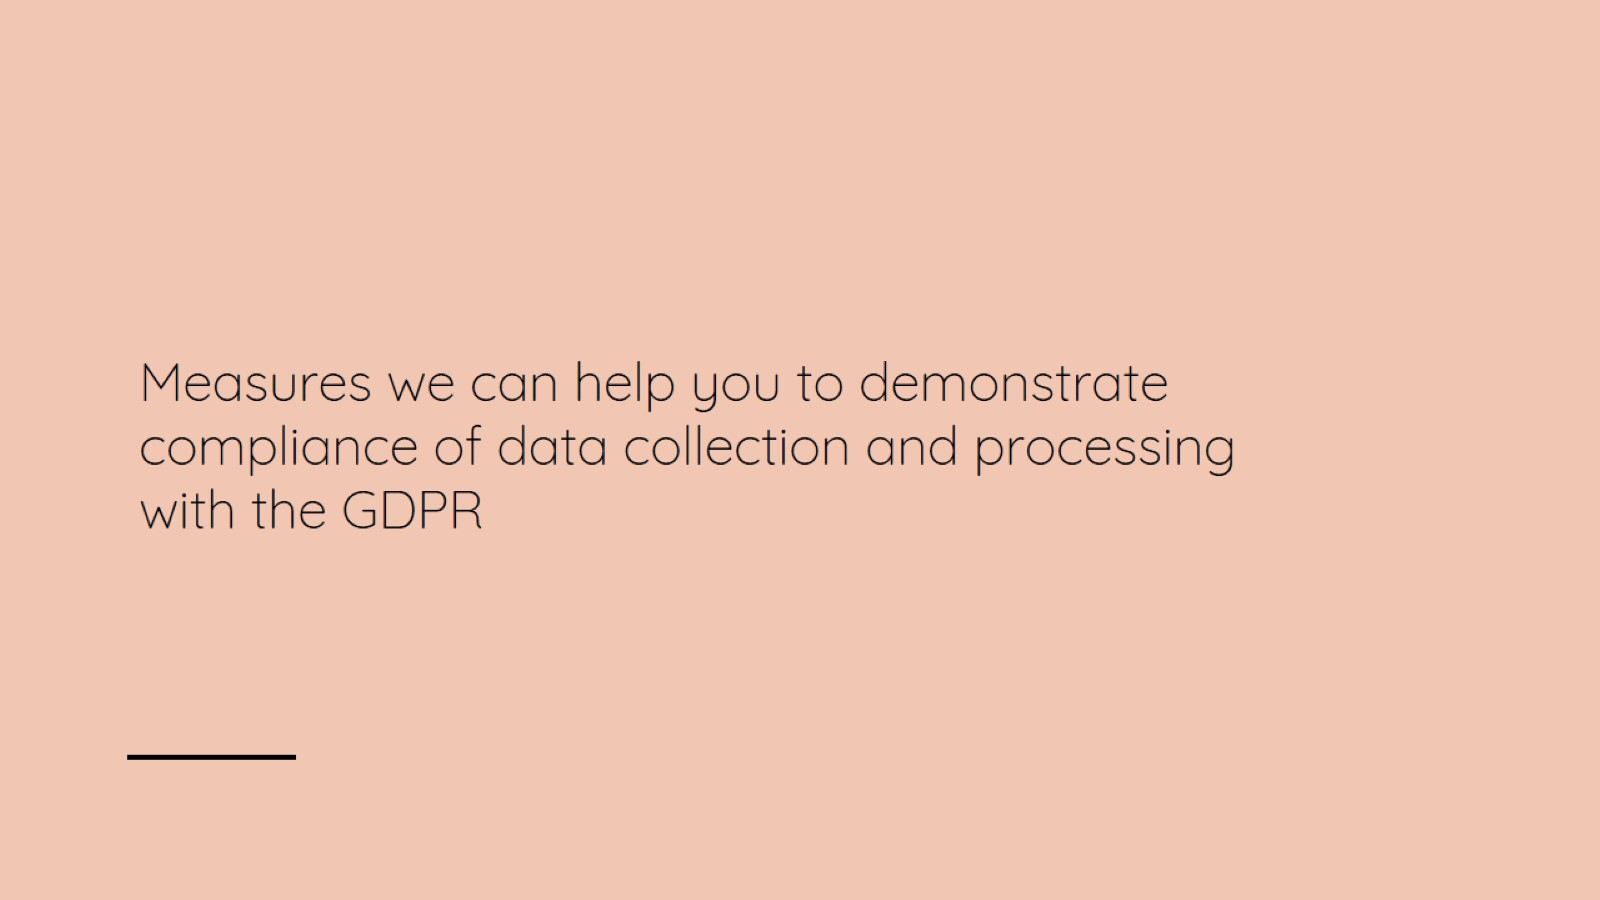 Measures we can help you to demonstrate
compliance of data collection and processing
with the GDPR